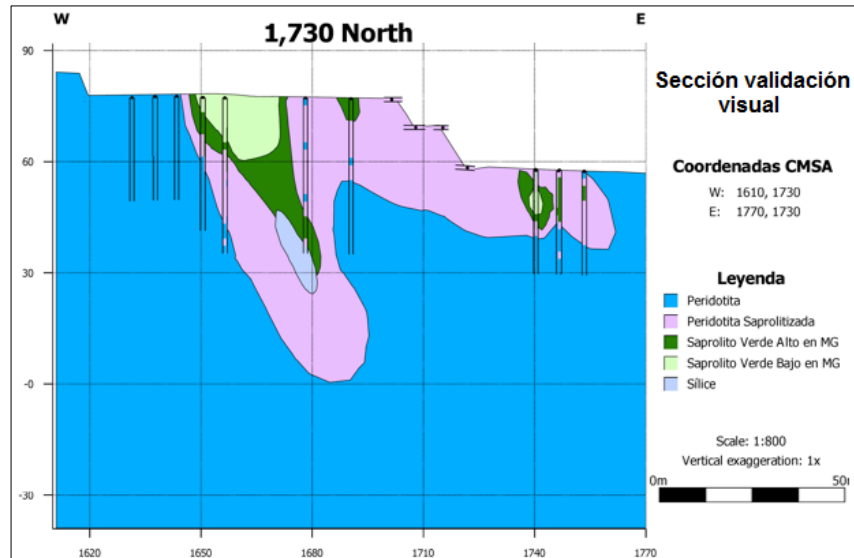 W
E
1,730 North
90
60
30
-0
-30
1620
1650
1680
1710
1740
1770
Sección validación
visual
Coordenadas CMSA
W: 1610, 1730
E: 1770, 1730
Leyenda
Peridotita
Peridotita Saprolitizada
Saprolito Verde Alto en MG
Saprolito Verde Bajo en MG
Sílice
Scale: 1:800
Vertical exaggeration: 1x
0m
50m